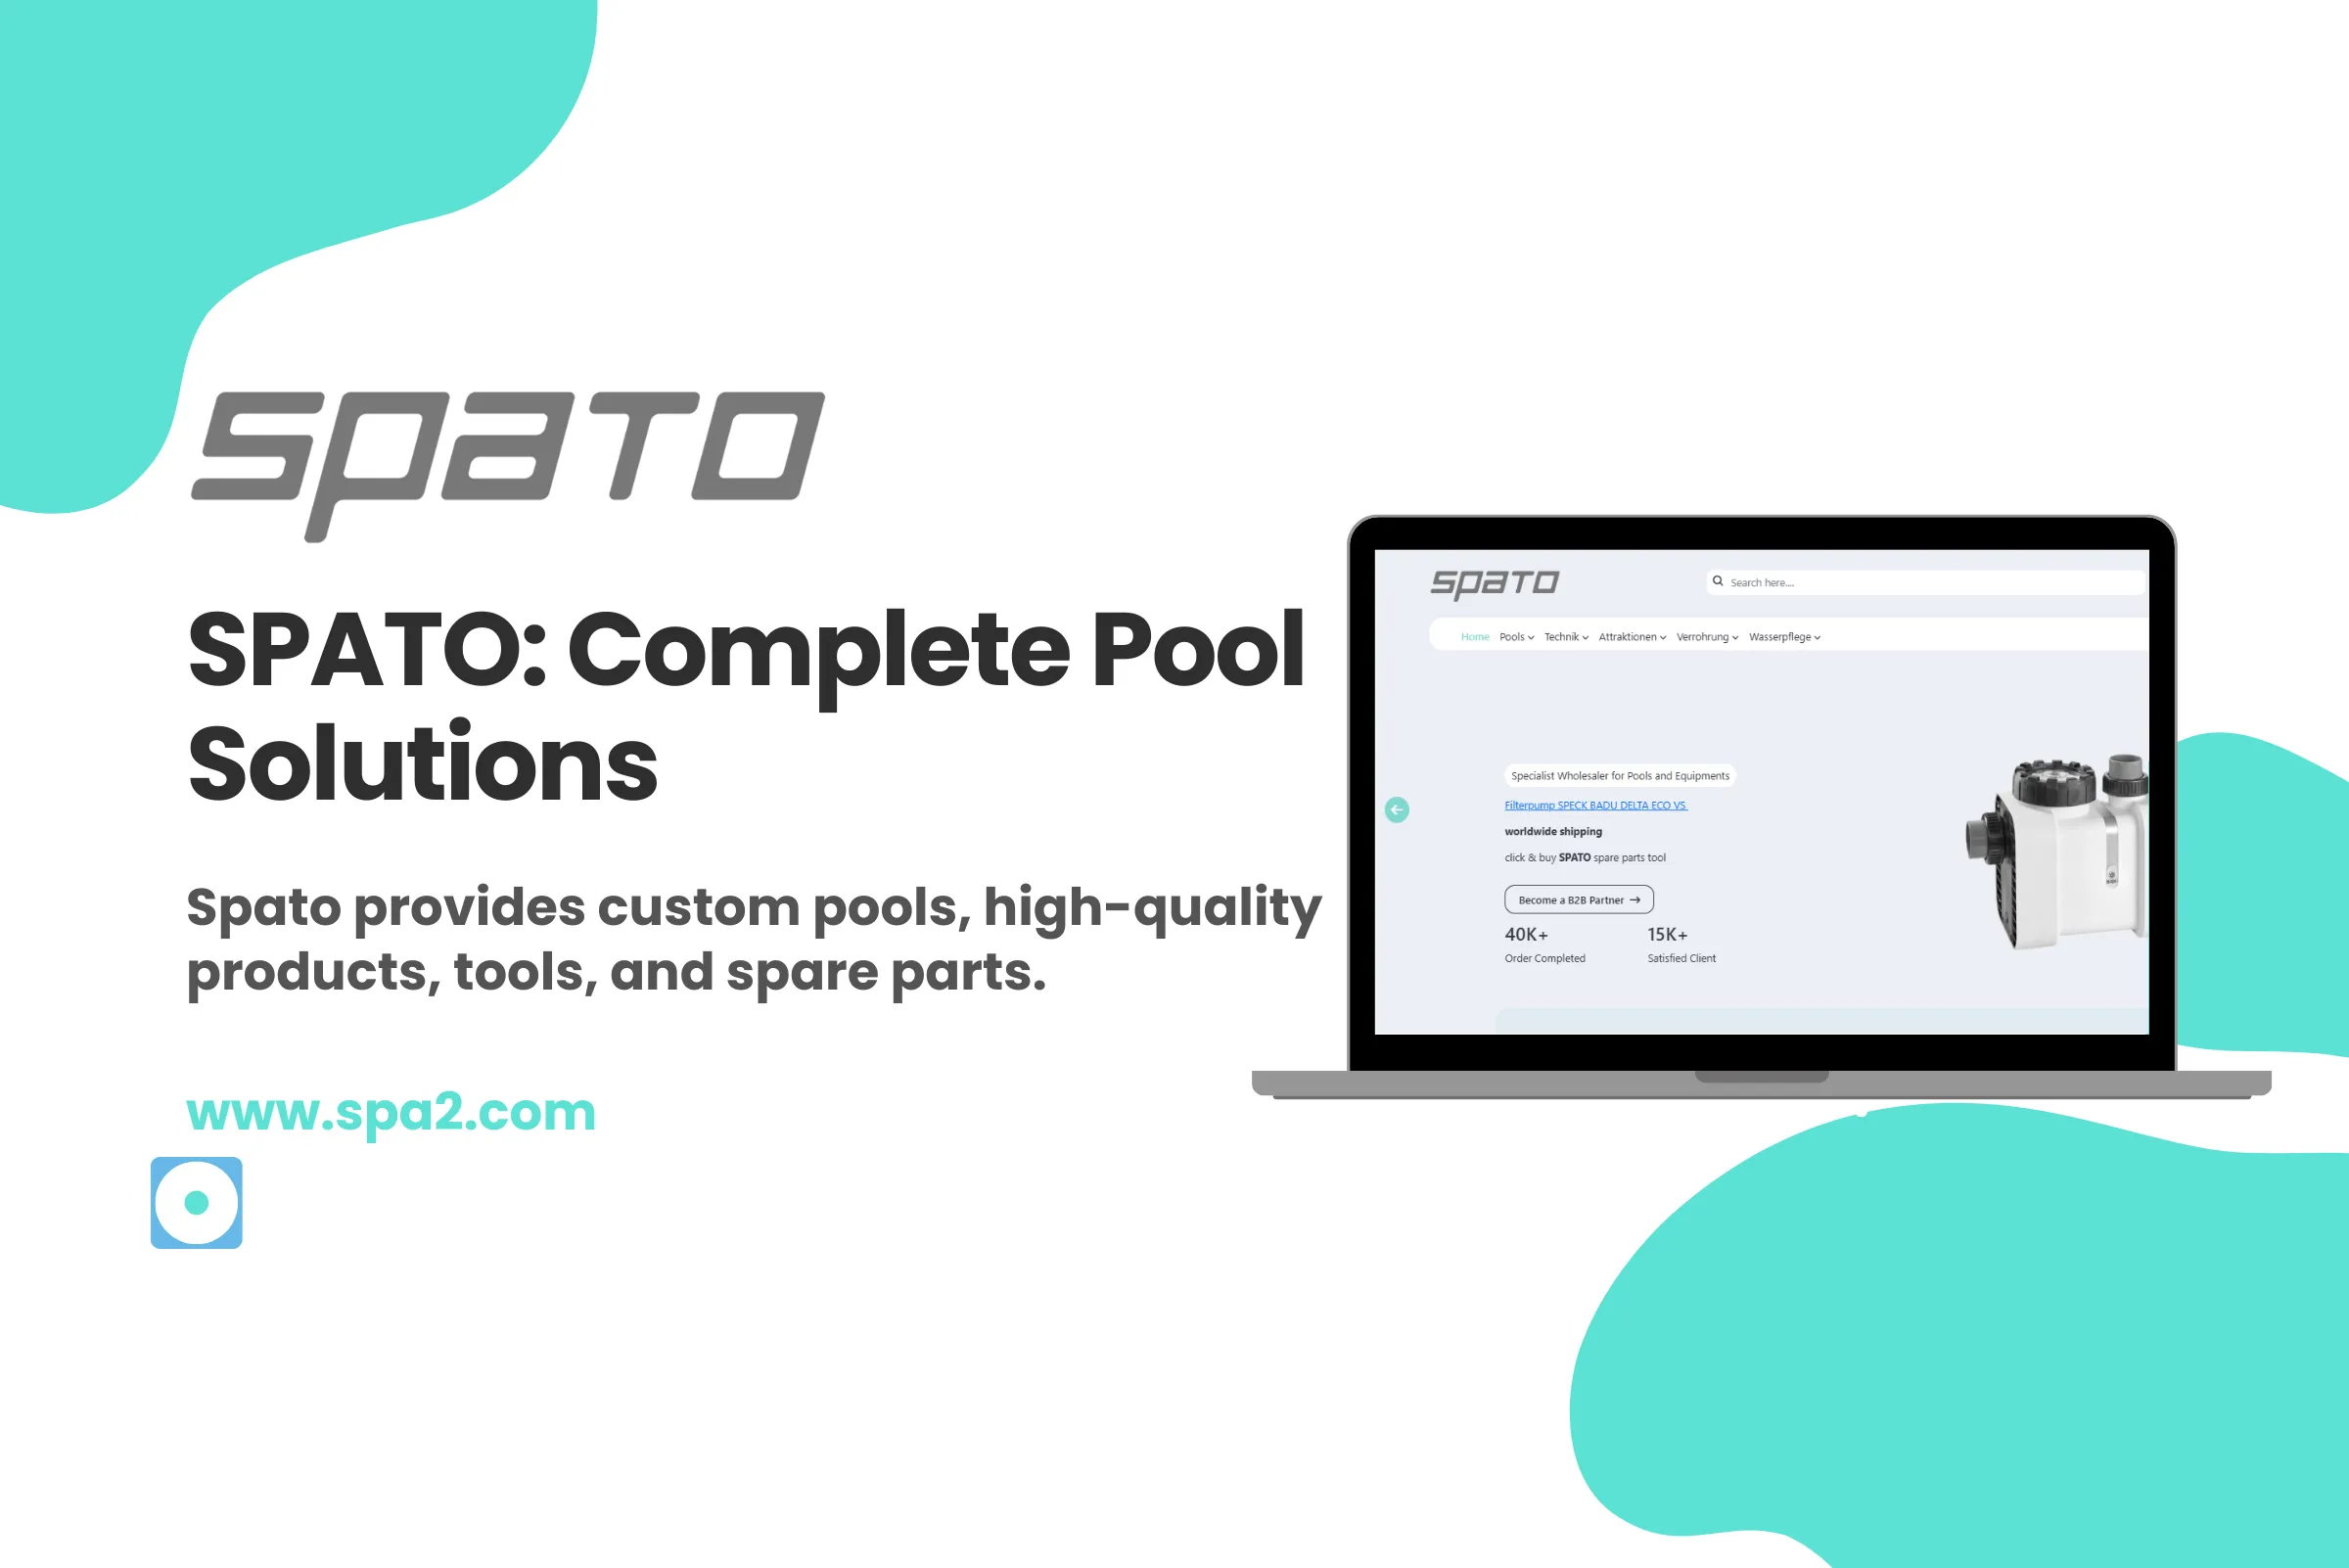 spato
SPATO: Complete Pool
Solutions
Spato provides custom pools, high-quality
products, tools, and spare parts.
www.spa2.com
spato
Search here....
Home Pools Technik Attraktionen Verrohrung Wasserpflege
Specialist Wholesaler for Pools and Equipments
Filterpump SPECK BADU DELTA ECO VS
worldwide shipping
click & buy SPATO spare parts tool
Become a B2B Partner →
40K+ 15K+
Order Completed Satisfied Client